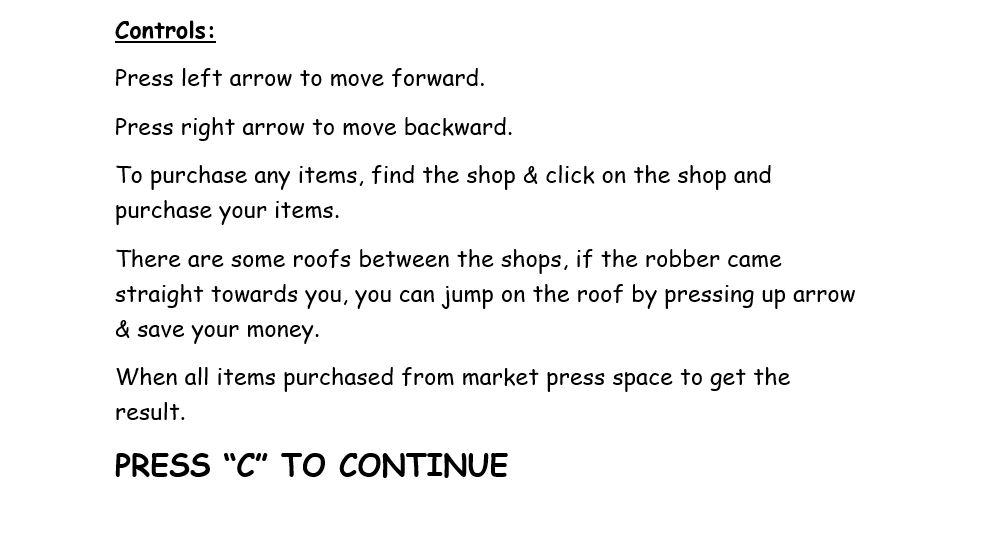 Controls:
Press left arrow to move forward.
Press right arrow to move backward.
To purchase any items, find the shop & click on the shop and
purchase your items.
There are some roofs between the shops, if the robber came
straight towards you, you can jump on the roof by pressing up arrow
& save your money.
When all items purchased from market press space to get the
result.
PRESS “C” TO CONTINUE